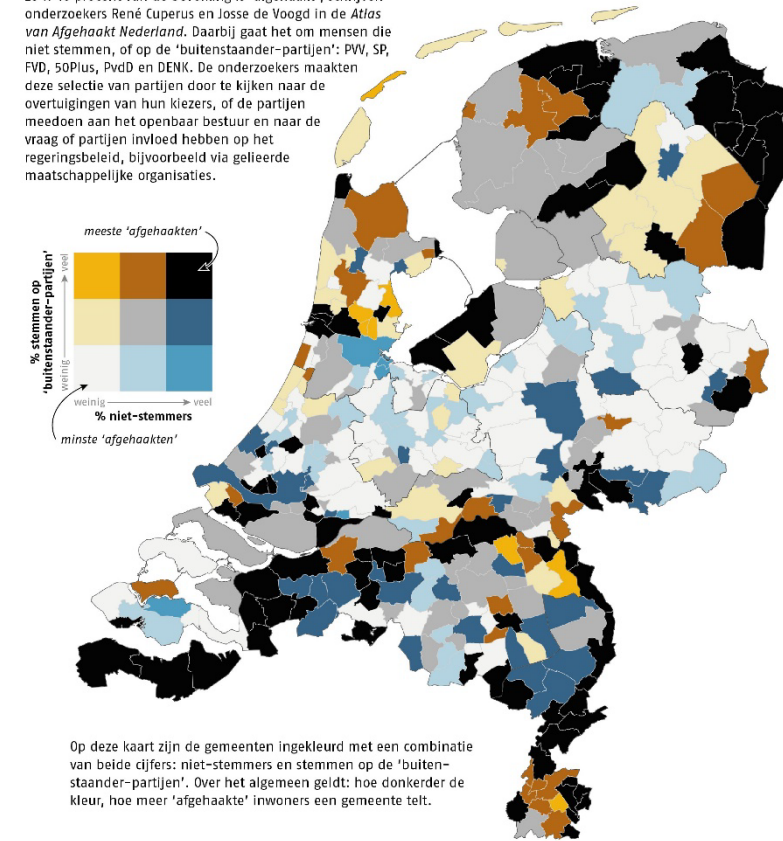 onderzoekers René Cuperus en Josse de Voogd in de Atlas
van Afgehaakt Nederland. Daarbij gaat het om mensen die
niet stemmen, of op de ‘buitenstaander-partijen’: PVV, SP,
FVD, 50Plus, PvdD en DENK. De onderzoekers maakten
deze selectie van partijen door te kijken naar de
overtuigingen van hun kiezers, of de partijen
meedoen aan het openbaar bestuur en naar de
vraag of partijen invloed hebben op het
regeringsbeleid, bijvoorbeeld via gelieerde
maatschappelijke organisaties.
meeste ‘afgehaakten’
% stemmen op
‘buitenstaander-partijen’
veel
weinig
weinig
veel
% niet-stemmers
minste ‘afgehaakten’
Op deze kaart zijn de gemeenten ingekleurd met een combinatie
van beide cijfers: niet-stemmers en stemmen op de ‘buiten-
staander-partijen’. Over het algemeen geldt: hoe donkerder de
kleur, hoe meer ‘afgehaakte’ inwoners een gemeente telt.